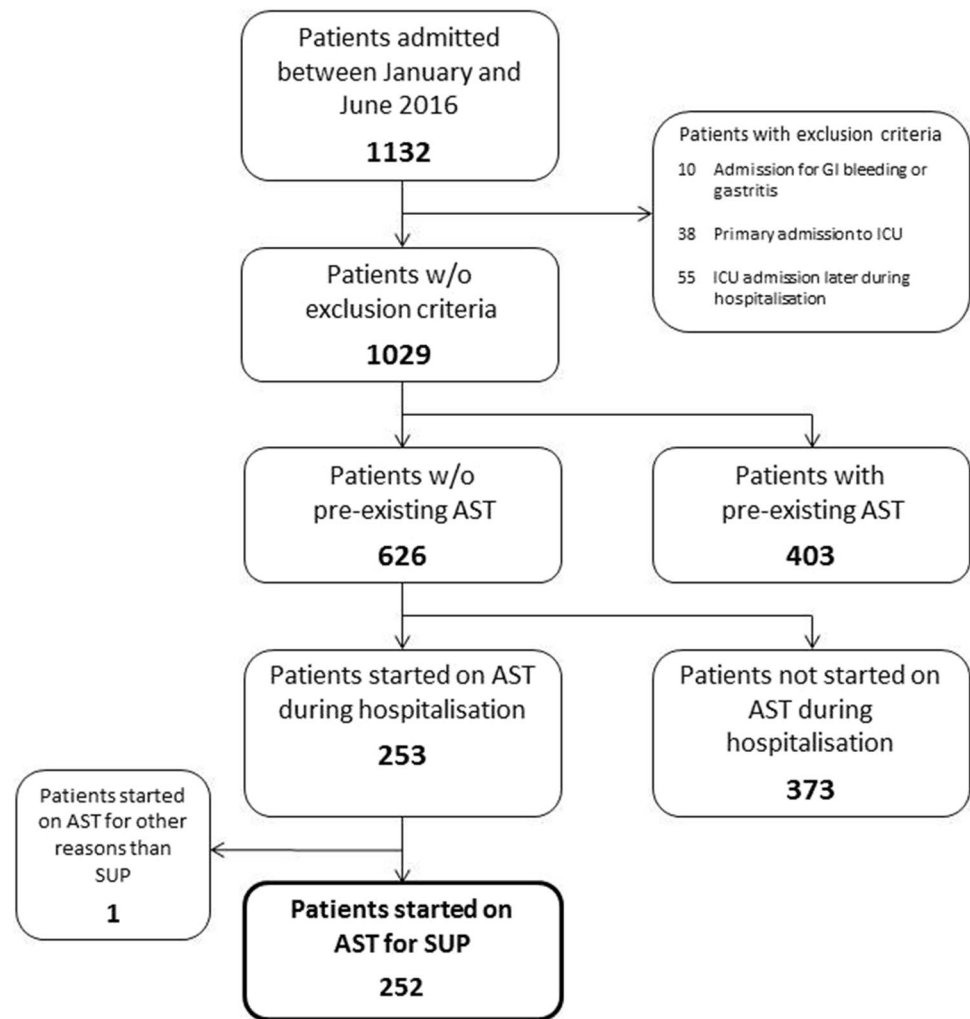 Patients admitted
between January and
June 2016
1132
Patients with exclusion criteria
10 Admission for GI bleeding or
gastritis
38 Primary admission to ICU
55 ICU admission later during
hospitalisation
Patients w/o
exclusion criteria
1029
Patients w/o
pre-existing AST
626
Patients with
pre-existing AST
403
Patients started on AST
during hospitalisation
253
Patients not started on
AST during
hospitalisation
373
Patients started
on AST for other
reasons than
SUP
1
Patients started on
AST for SUP
252